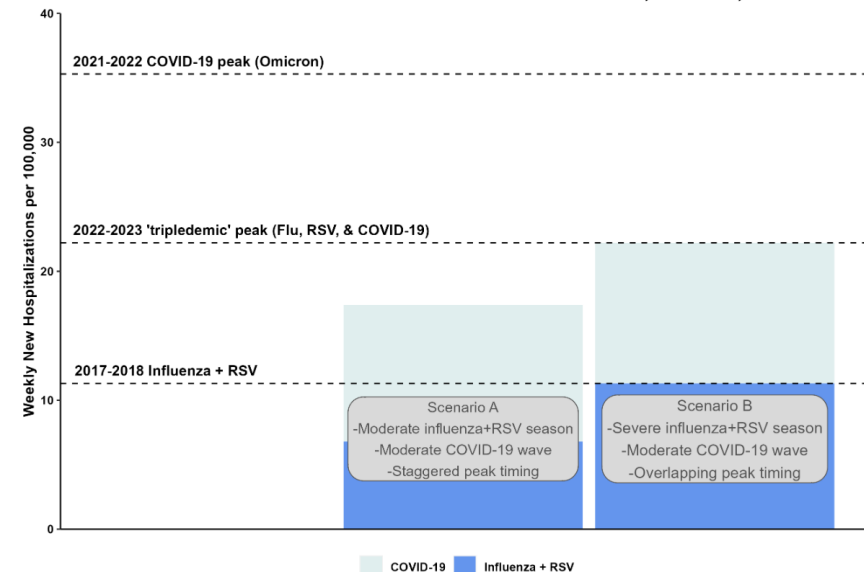 40
2021-2022 COVID-19 peak (Omicron)
30
Weekly New Hospitalizations per 100,000
2022-2023 'tripledemic' peak (Flu, RSV, & COVID-19)
20
2017-2018 Influenza + RSV
10
Scenario A
-Moderate influenza+RSV season
-Moderate COVID-19 wave
-Staggered peak timing
Scenario B
-Severe influenza+RSV season
-Moderate COVID-19 wave
-Overlapping peak timing
0
COVID-19 Influenza + RSV